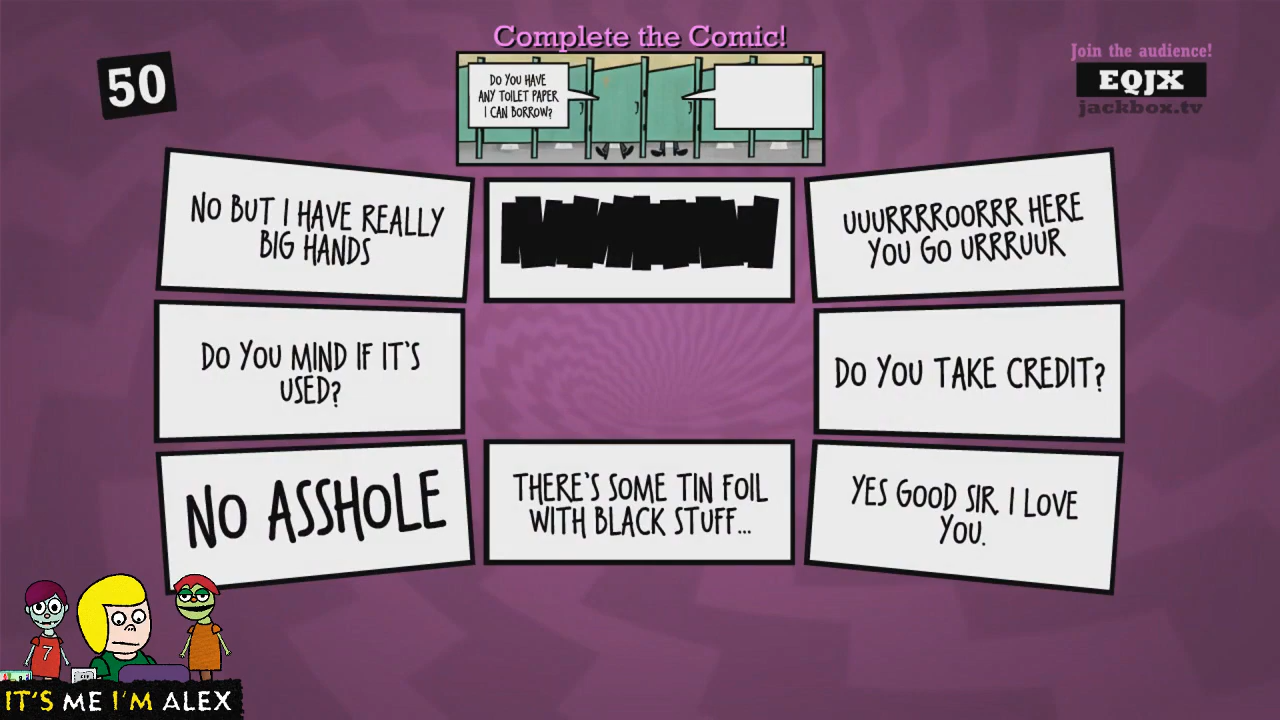 Complete the Comic!
50
DO YOU HAVE
ANY TOILET PAPER
I CAN BORROW?
Join the audience!
EQJX
jackbox.tv
NO BUT I HAVE REALLY
BIG HANDS
UUURRRROORRR HERE
YOU GO URRRUUR
DO YOU MIND IF IT'S
USED?
DO YOU TAKE CREDIT?
NO ASSHOLE
THERE'S SOME TIN FOIL
WITH BLACK STUFF...
YES GOOD SIR I LOVE
YOU.
7
IT'S ME I'M ALEX